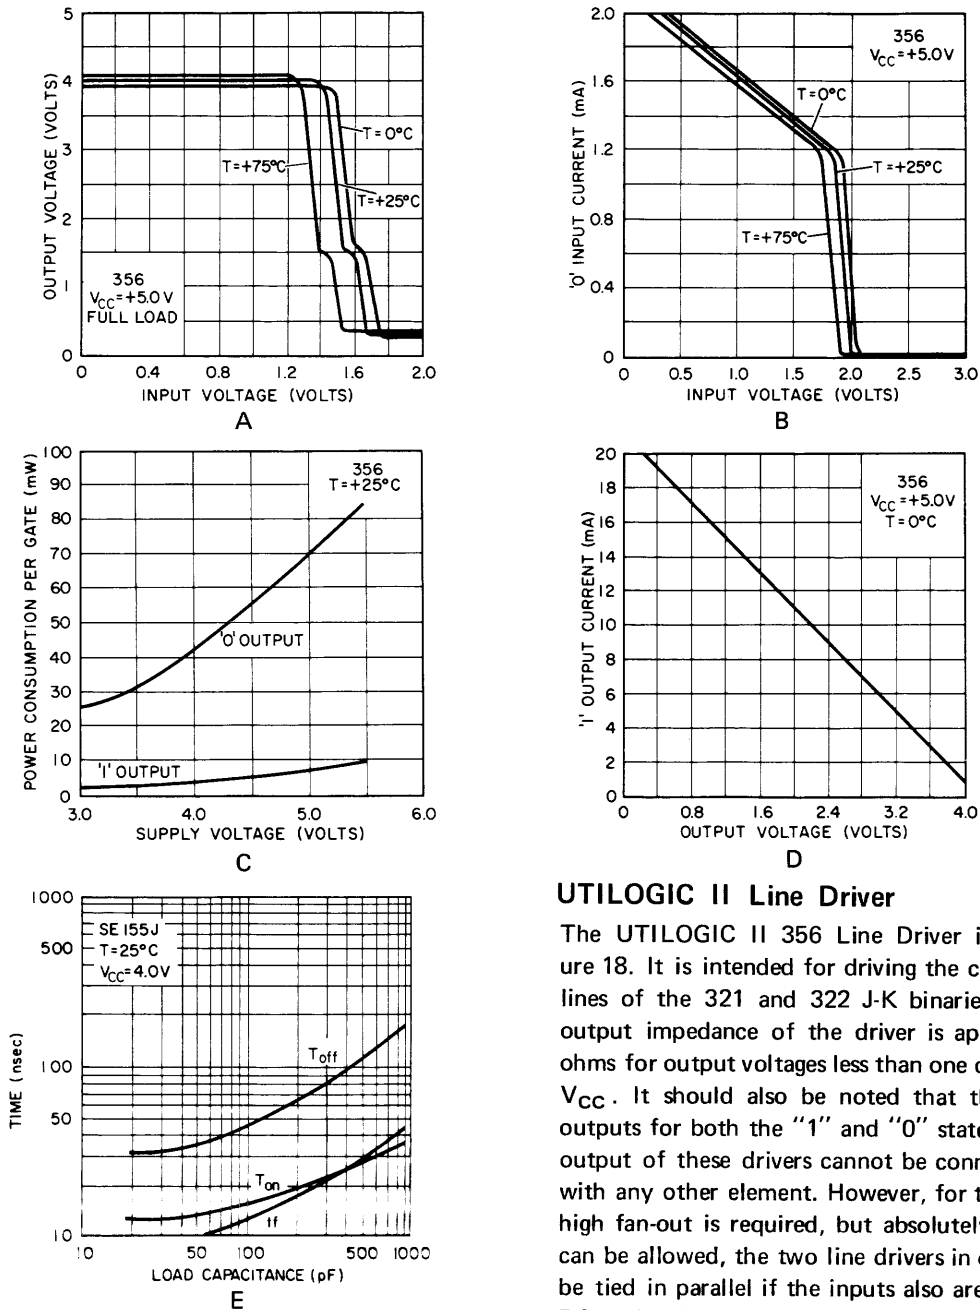 5
4
3
2
1
0
OUTPUT VOLTAGE (VOLTS)
T=0°C
T=+75°C
T=+25°C
356
VCC=+5.0 V
FULL LOAD
0 0.4 0.8 1.2 1.6 2.0
INPUT VOLTAGE (VOLTS)
A
2.0
1.6
1.2
0.8
0.4
0
'0' INPUT CURRENT (mA)
356
VCC=+5.0V
T=0°C
T=+25°C
T=+75°C
0 0.5 1.0 1.5 2.0 2.5 3.0
INPUT VOLTAGE (VOLTS)
B
100
90
80
70
60
50
40
30
20
10
0
POWER CONSUMPTION PER GATE (mW)
356
T=+25°C
'0' OUTPUT
'1' OUTPUT
3.0 4.0 5.0 6.0
SUPPLY VOLTAGE (VOLTS)
C
20
18
16
14
12
10
8
6
4
2
0
'1' OUTPUT CURRENT (mA)
356
VCC=+5.0V
T=0°C
0 0.8 1.6 2.4 3.2 4.0
OUTPUT VOLTAGE (VOLTS)
D
1000
500
100
50
10
TIME (nsec)
SE 155J
T=25°C
VCC=4.0V
Toff
Ton
tf
10 50 100 500 1000
LOAD CAPACITANCE (pF)
E
UTILOGIC II Line Driver
The UTILOGIC II 356 Line Driver i
ure 18. It is intended for driving the c
lines of the 321 and 322 J-K binarie
output impedance of the driver is ap
ohms for output voltages less than one
VCC. It should also be noted that t
outputs for both the "1" and "0" state
output of these drivers cannot be conn
with any other element. However, for t
high fan-out is required, but absolutely
can be allowed, the two line drivers in
be tied in parallel if the inputs also are